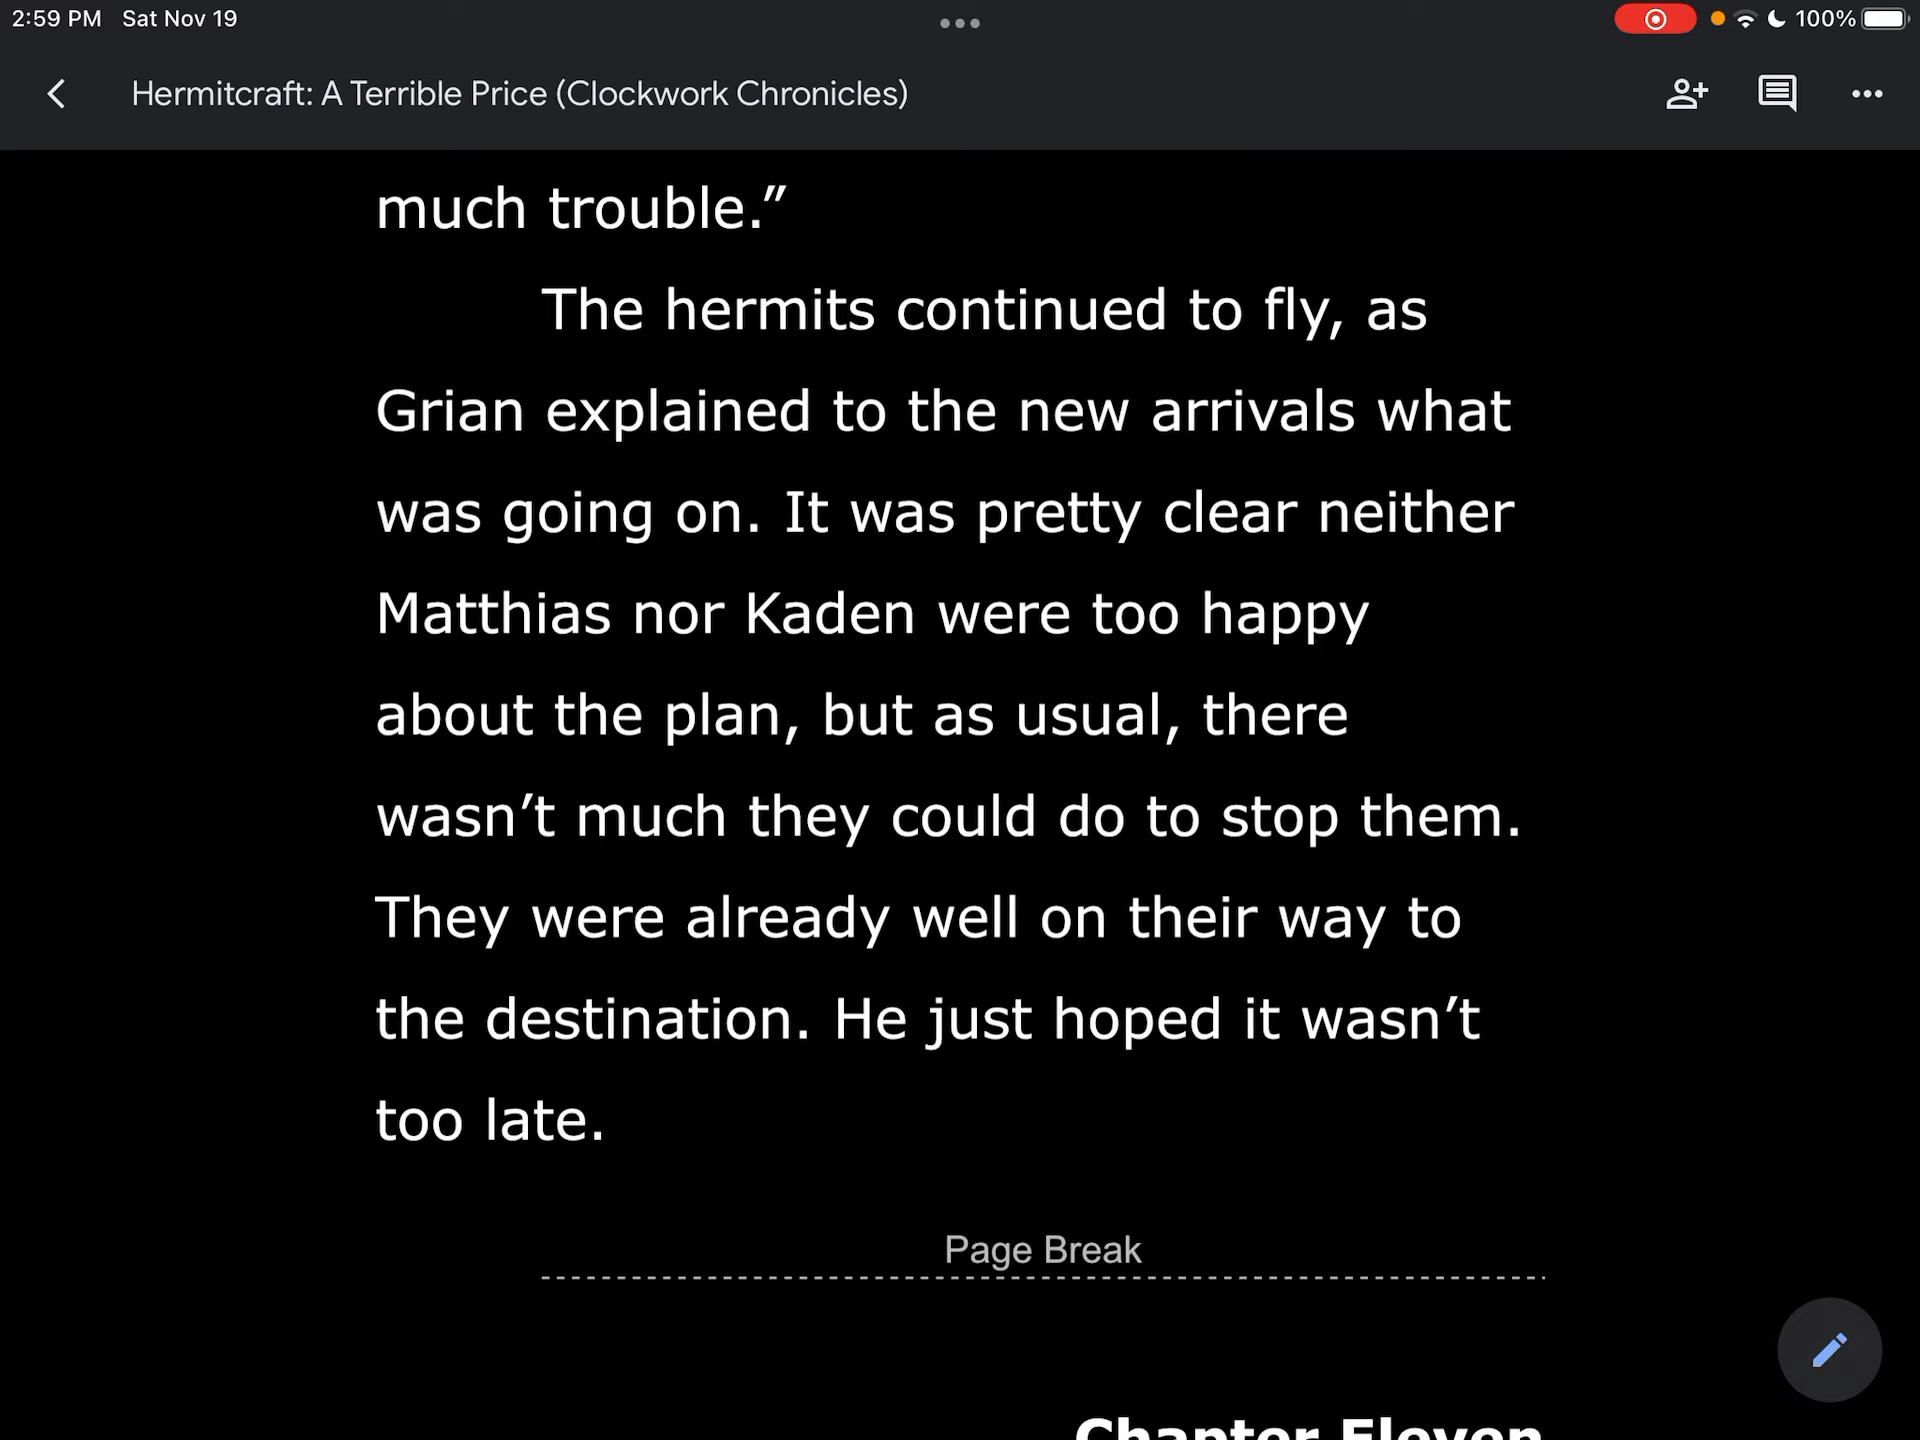 2:59 PM Sat Nov 19
100%
Hermitcraft: A Terrible Price (Clockwork Chronicles)
much trouble.”
The hermits continued to fly, as
Grian explained to the new arrivals what
was going on. It was pretty clear neither
Matthias nor Kaden were too happy
about the plan, but as usual, there
wasn’t much they could do to stop them.
They were already well on their way to
the destination. He just hoped it wasn’t
too late.
Page Break
Chapter Eleven